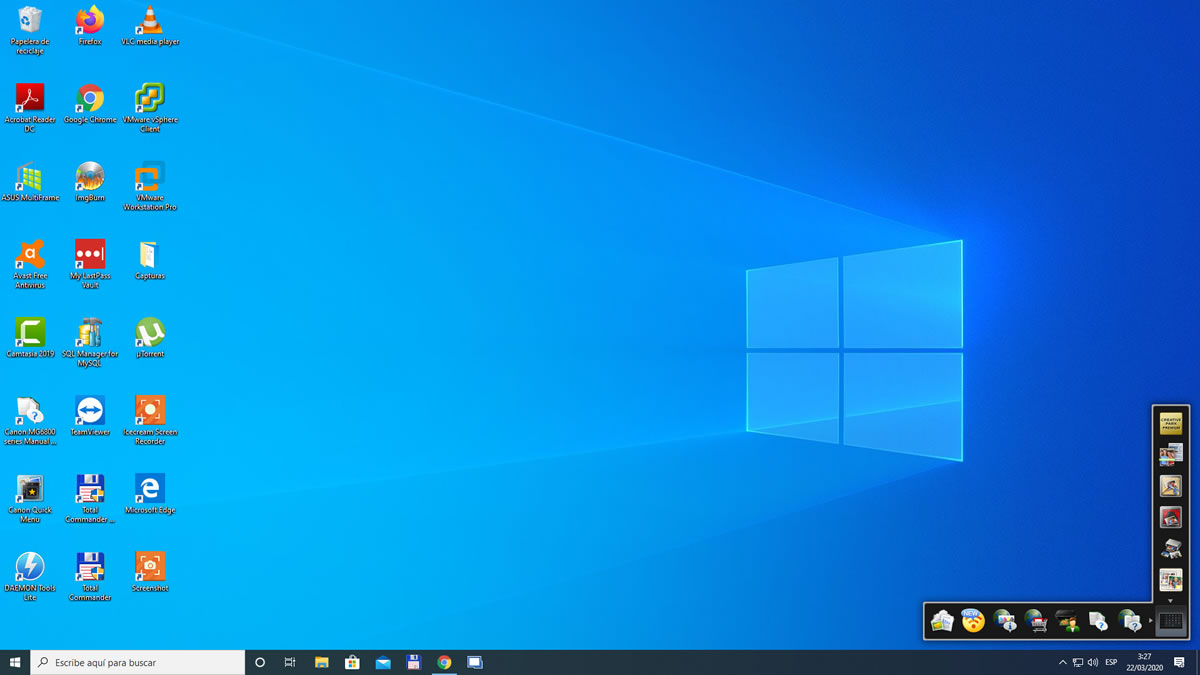 Papelera de
reciclaje
Firefox
VLC media player
Acrobat Reader
DC
Google Chrome
VMware vSphere
Client
ASUS MultiFrame
ImgBurn
VMware
Workstation Pro
Avast Free
Antivirus
My LastPass
Vault
Capturas
Camtasia 2019
SQL Manager for
MySQL
µTorrent
Canon MG6800
series Manual ...
TeamViewer
Icecream Screen
Recorder
Canon Quick
Menu
Total
Commander ...
Microsoft Edge
DAEMON Tools
Lite
Total
Commander
Screenshot
CREATIVE
PARK
PREMIUM
NEW
Escribe aquí para buscar
ESP
3:27
22/03/2020